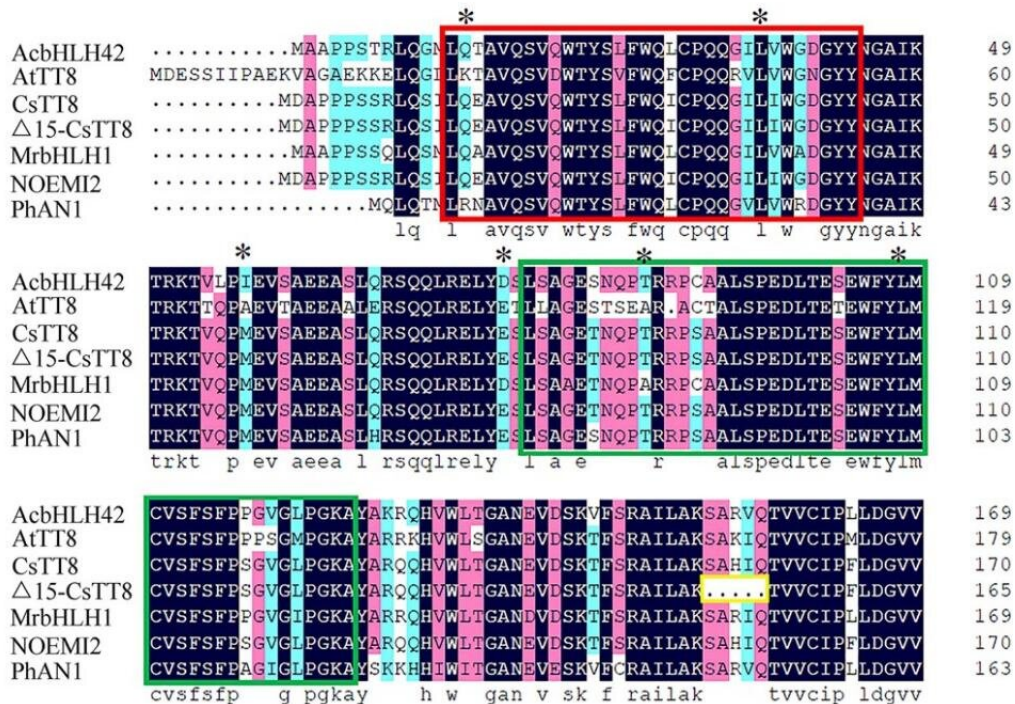 * *
AcbHLH42 ...........MAAPPSTRLQGMLQTAVQSVQWTYSLFWQLCPQQGILVWGDGYYNGAIK 49
AtTT8 MDESSIIPAEKVAGAEKKELQGILKTAVQSVDWTYSVFWQFCPQQRVLVWGNGYYNGAIK 60
CsTT8 ..........MDAPPPSSRLQSILQEAVQSVQWTYSLFWQICPQQGILIWGDGYYNGAIK 50
△15-CsTT8 ..........MDAPPPSSRLQSILQEAVQSVQWTYSLFWQICPQQGILIWGDGYYNGAIK 50
MrbHLH1 ...........MAAPPSSQLQSMLQAAVQSVQWTYSLFWQLCPQQGILVWADGYYNGAIK 49
NOEMI2 ..........MDAPPPSSRLQSILQEAVQSVQWTYSLFWQICPQQGILIWGDGYYNGAIK 50
PhAN1 .................MQLQTMLRNAVQSVQWTYSLFWQLCPQQGVLVWRDGYYNGAIK 43
lq l avqsv wtys fwq cpqq l w gyyngaik
* * * *
AcbHLH42 TRKTVLPIEVSAEEASLQRSQQLRELYDSLSAGESNQPTRRPCAALSPEDLTESEWFYLM 109
AtTT8 TRKTTQPAEVTAEEAALERSQQLRELYETLLAGESTSEAR.ACTALSPEDLTETEWFYLM 119
CsTT8 TRKTVQPMEVSAEEASLQRSQQLRELYESLSAGETNQPTRRPSAALSPEDLTESEWFYLM 110
△15-CsTT8 TRKTVQPMEVSAEEASLQRSQQLRELYESLSAGETNQPTRRPSAALSPEDLTESEWFYLM 110
MrbHLH1 TRKTVQPMEVSAEEASLQRSQQLRELYDSLSAAETNQPARRPCAALSPEDLTESEWFYLM 109
NOEMI2 TRKTVQPMEVSAEEASLQRSQQLRELYESLSAGETNQPTRRPSAALSPEDLTESEWFYLM 110
PhAN1 TRKTVQPMEVSAEEASLHRSQQLRELYESLSAGESNQPTRRPSAALSPEDLTESEWFYLM 103
trkt p ev aeea l rsqqlrely l a e r alspedlte ewfylm
AcbHLH42 CVSFSFPPGVGLPGKAYAKRQHVWLTGANEVDSKVFSRAILAKSARVQTVVCIPLLDGVV 169
AtTT8 CVSFSFPPPSGMPGKAYARRKHVWLSGANEVDSKTFSRAILAKSAKIQTVVCIPMLDGVV 179
CsTT8 CVSFSFPSGVGLPGKAYARQQHVWLTGANEVDSKTFSRAILAKSAHIQTVVCIPFLDGVV 170
△15-CsTT8 CVSFSFPSGVGLPGKAYARQQHVWLTGANEVDSKTFSRAILAK.....TVVCIPFLDGVV 165
MrbHLH1 CVSFSFPPGVGIPGKAYARRQHVWLTGANEVDSKTFSRAILAKSARIQTVVCIPLLDGVV 169
NOEMI2 CVSFSFPSGVGLPGKAYARQQHVWLTGANEVDSKTFSRAILAKSAHIQTVVCIPFLDGVV 170
PhAN1 CVSFSFPAGIGLPGKAYSKKHHIWITGANEVESKVFCRAILAKSARVQTVVCIPLLDGVV 163
cvsfsfp g pgkay h w gan v sk f railak tvvcip ldgvv